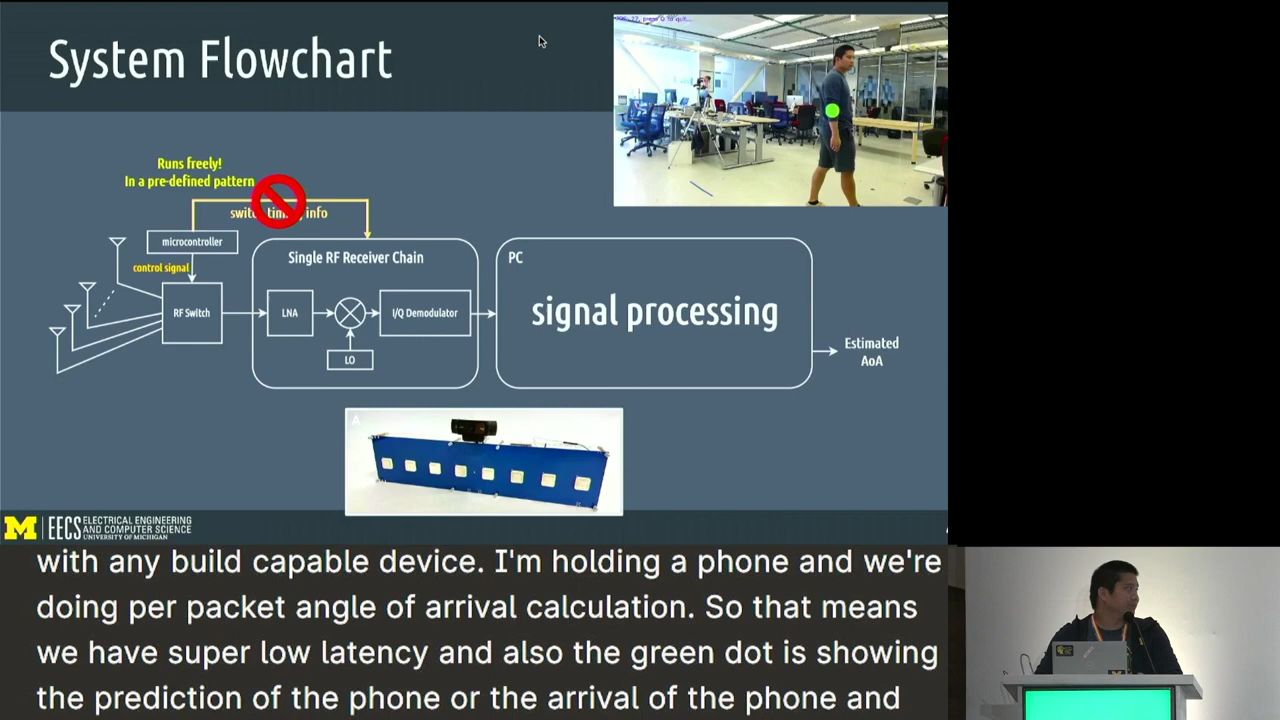 System Flowchart
press Q to quit
Runs freely!
In a pre-defined pattern
info
microcontroller
control signal
RF Switch
Single RF Receiver Chain
LNA
I/Q Demodulator
LO
PC
signal processing
Estimated
AoA
A
M EECS ELECTRICAL ENGINEERING
AND COMPUTER SCIENCE
UNIVERSITY OF MICHIGAN
with any build capable device. I'm holding a phone and we're
doing per packet angle of arrival calculation. So that means
we have super low latency and also the green dot is showing
the prediction of the phone or the arrival of the phone and